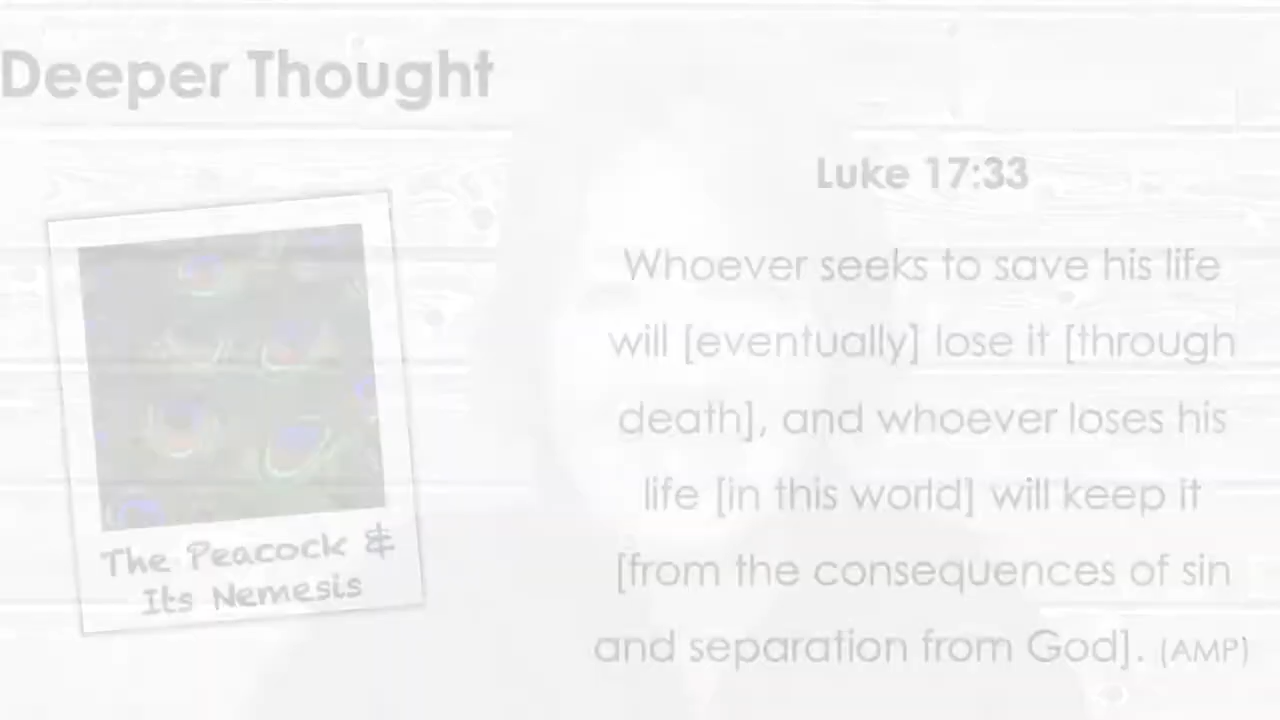 Deeper Thought
The Peacock &
Its Nemesis
Luke 17:33
Whoever seeks to save his life
will [eventually] lose it [through
death], and whoever loses his
life [in this world] will keep it
[from the consequences of sin
and separation from God]. (AMP)